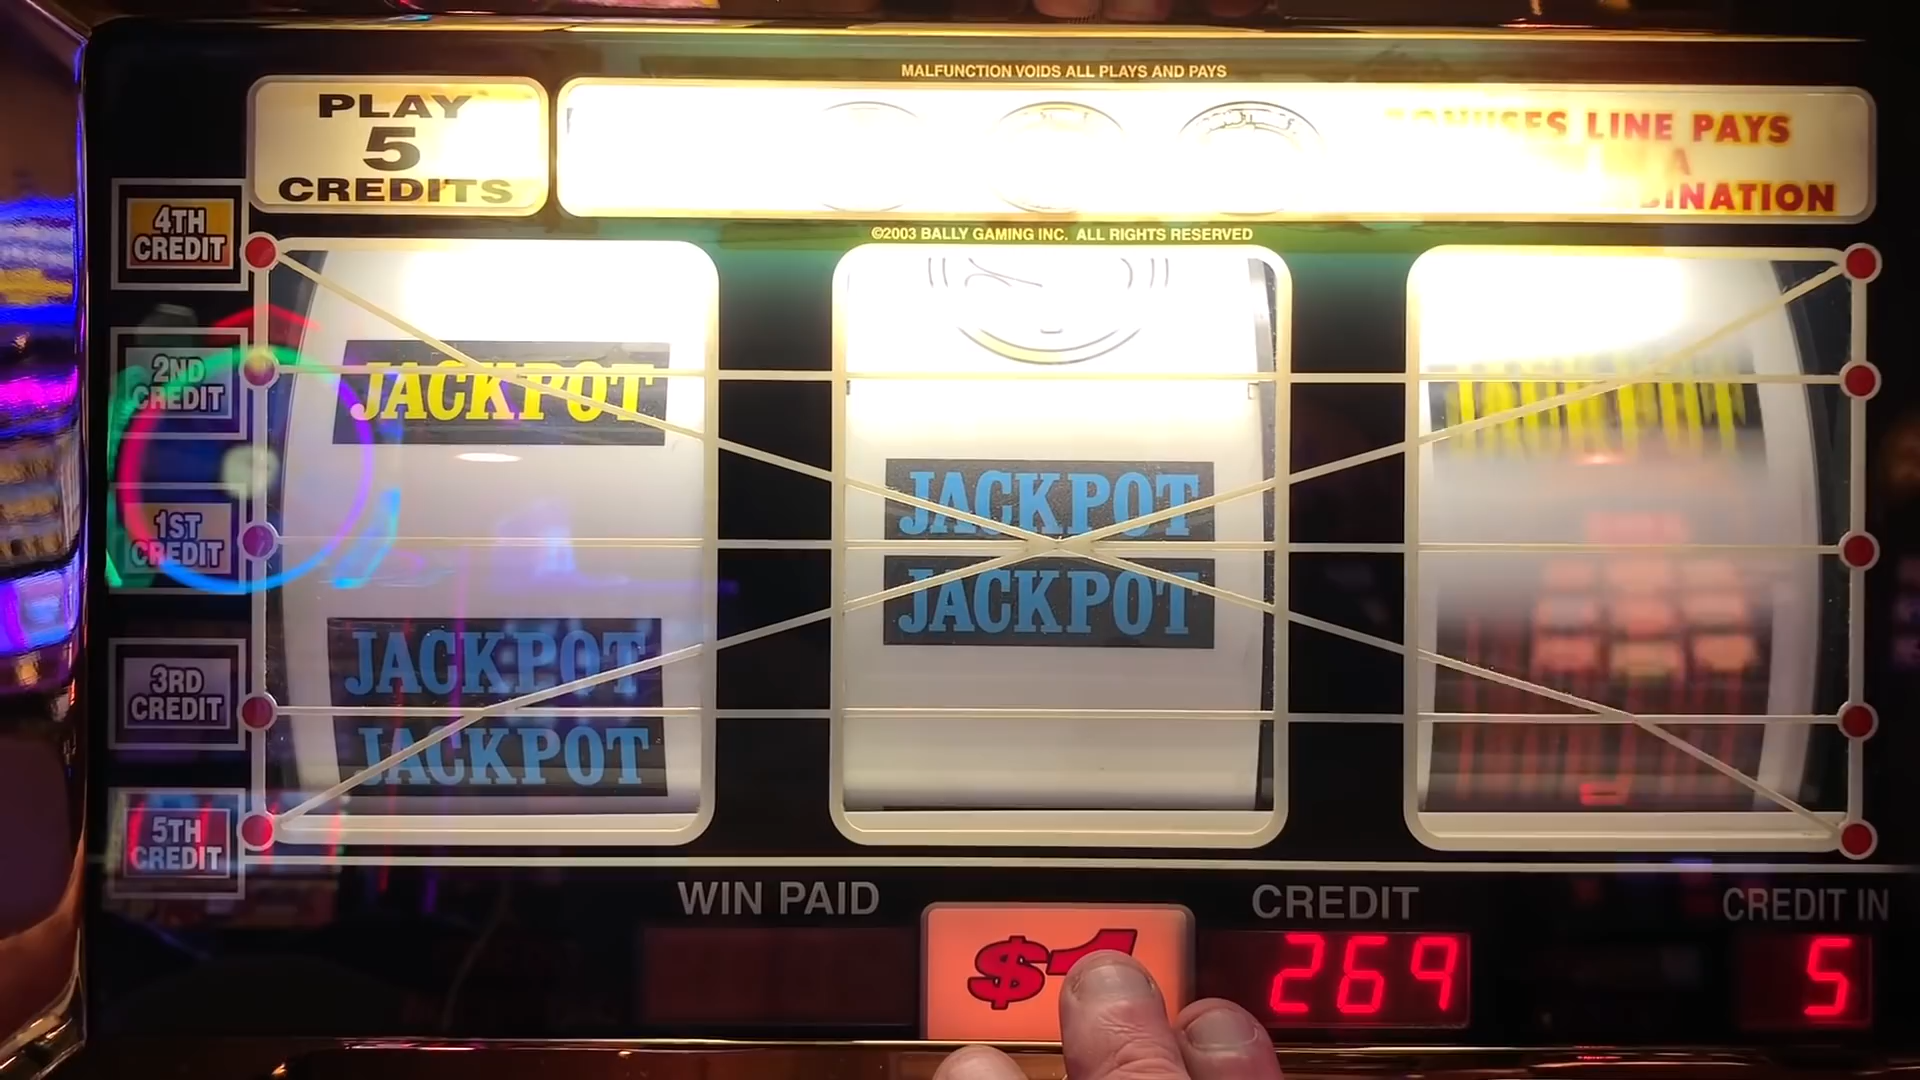 MALFUNCTION VOIDS ALL PLAYS AND PAYS
PLAY
5
CREDITS
LINE PAYS
A
©2003 BALLY GAMING INC. ALL RIGHTS RESERVED
4TH
CREDIT
2ND
CREDIT
1ST
CREDIT
3RD
CREDIT
5TH
CREDIT
JACKPOT
JACKPOT
JACKPOT
JACKPOT
JACKPOT
WIN PAID
CREDIT
CREDIT IN
$1
269
5